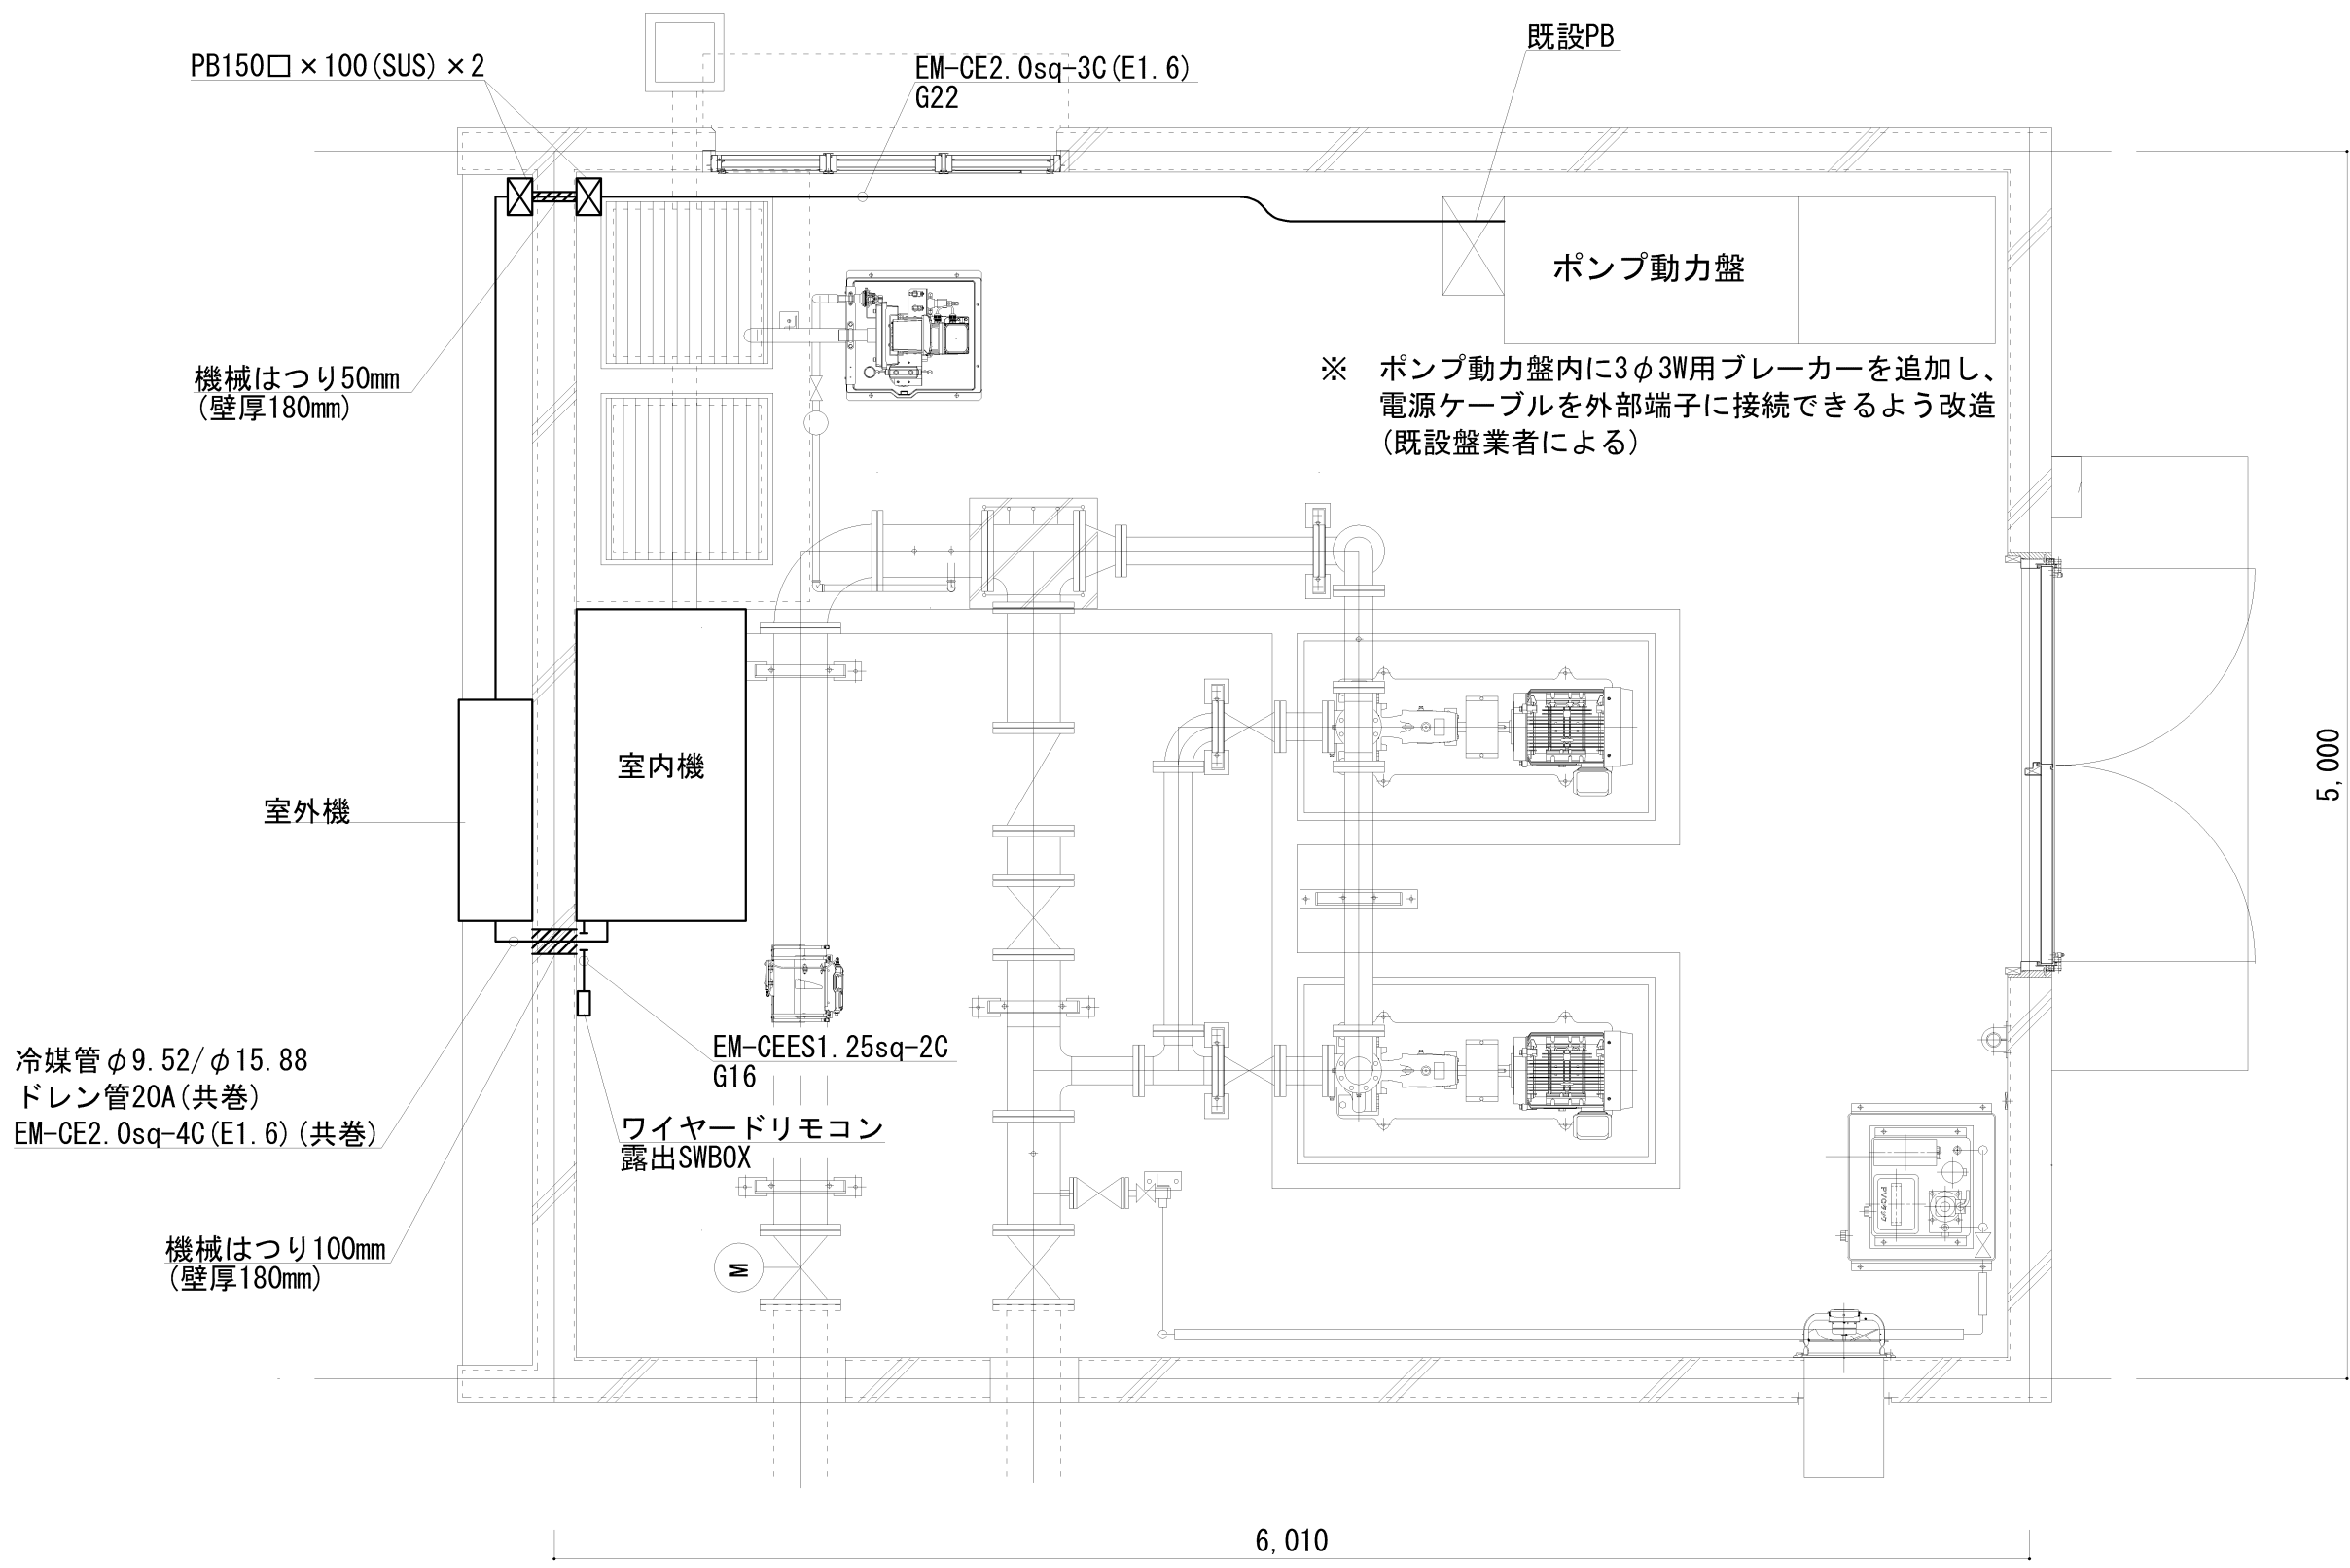 既設PB
PB150□×100(SUS)×2
EM-CE2.0sq-3C(E1.6)
G22
ポンプ動力盤
機械はつり50mm
(壁厚180mm)
※ ポンプ動力盤内に3φ3W用ブレーカーを追加し、
電源ケーブルを外部端子に接続できるよう改造
(既設盤業者による)
室内機
室外機
5,000
EM-CEES1.25sq-2C
G16
冷媒管φ9.52/φ15.88
ドレン管20A(共巻)
EM-CE2.0sq-4C(E1.6)(共巻)
ワイヤードリモコン
露出SWBOX
PVCタンク
機械はつり100mm
(壁厚180mm)
M
6,010